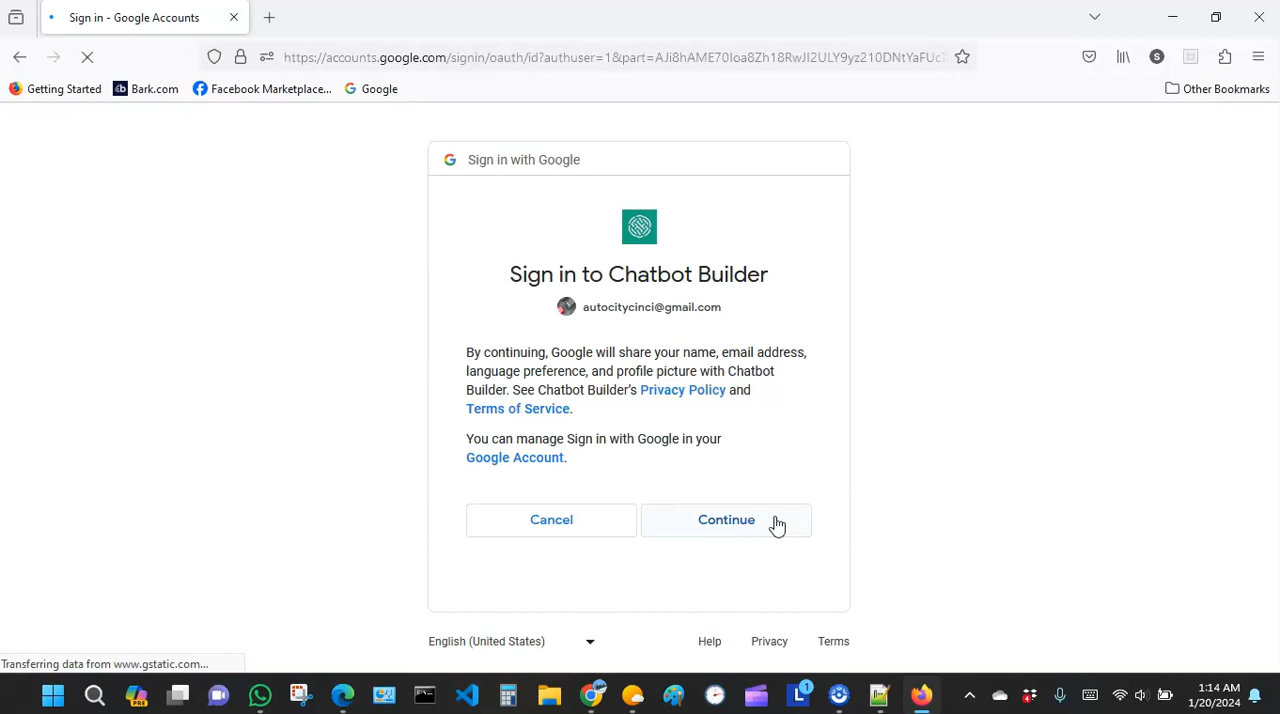 Sign in - Google Accounts
https://accounts.google.com/signin/oauth/id?authuser=1&part=AJi8hAME70Ioa8Zh18RwJI2ULY9yz210DNtYaFUc
Getting Started
Bark.com
Facebook Marketplace...
Google
Other Bookmarks
Sign in with Google
Sign in to Chatbot Builder
autocitycinci@gmail.com
By continuing, Google will share your name, email address,
language preference, and profile picture with Chatbot
Builder. See Chatbot Builder's Privacy Policy and
Terms of Service.
You can manage Sign in with Google in your
Google Account.
Cancel
Continue
English (United States)
Help
Privacy
Terms
Transferring data from www.gstatic.com...
1:14 AM
1/20/2024